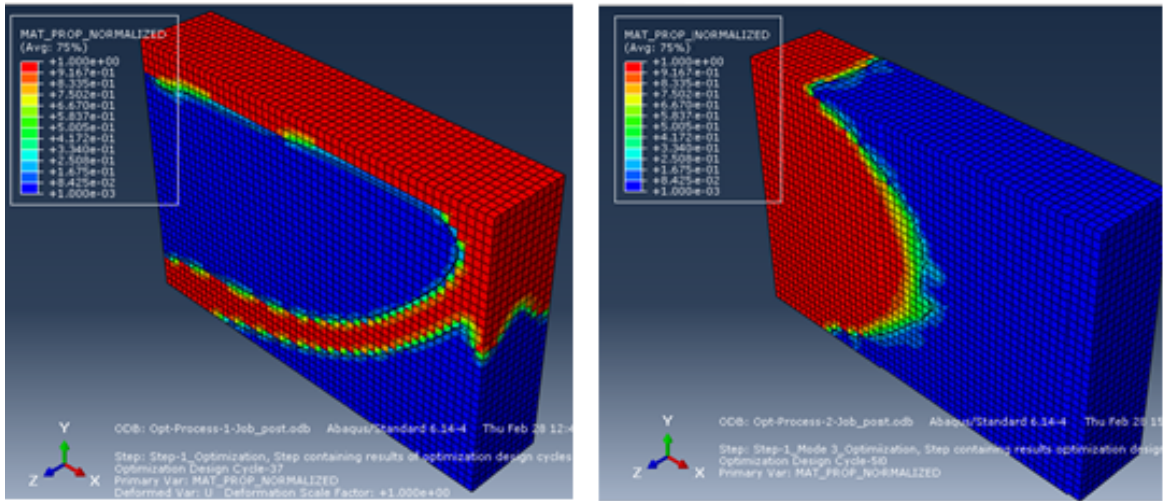 MAT_PROP_NORMALIZED
(Avg: 75%)
+1.000e+00
+9.167e-01
+8.335e-01
+7.502e-01
+6.670e-01
+5.837e-01
+5.005e-01
+4.172e-01
+3.340e-01
+2.508e-01
+1.675e-01
+8.425e-02
+1.000e-03
Y
Z
X
ODB: Opt-Process-1-Job_post.odb Abaqus/Standard 6.14-4 Thu Feb 28 12:4
Step: Step-1_Optimization, Step containing results of optimization design cycles
Optimization Design Cycle-37
Primary Var: MAT_PROP_NORMALIZED
Deformed Var: U Deformation Scale Factor: +1.000e+00
MAT_PROP_NORMALIZED
(Avg: 75%)
+1.000e+00
+9.167e-01
+8.335e-01
+7.502e-01
+6.670e-01
+5.837e-01
+5.005e-01
+4.172e-01
+3.340e-01
+2.508e-01
+1.675e-01
+8.425e-02
+1.000e-03
Y
Z
X
ODB: Opt-Process-2-Job_post.odb Abaqus/Standard 6.14-4 Thu Feb 28 15
Step: Step-1_Mode 3_Optimization, Step containing results of optimization design
Optimization Design
Primary Var: MAT_PROP_NORMALIZED